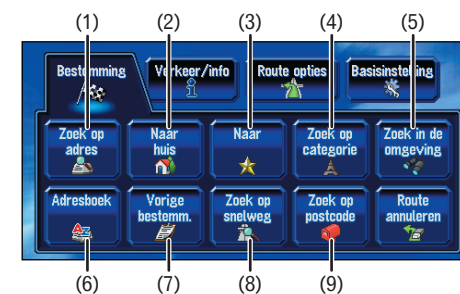 (1) (2) (3) (4) (5)
Bestemming Verkeer/info Route opties Basisinstelling
Zoek op Naar Naar Zoek op Zoek in de
adres huis categorie omgeving
Adresboek Vorige Zoek op Zoek op Route
bestemm. snelweg postcode annuleren
(6) (7) (8) (9)